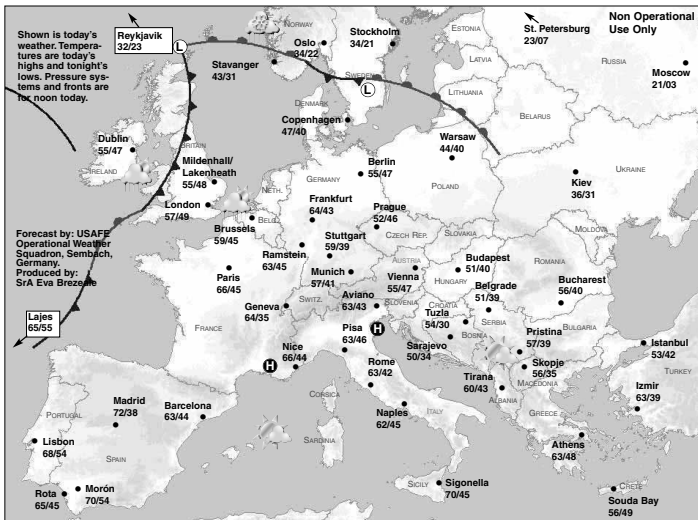 Shown is today's
weather. Tempera-
tures are today's
highs and tonight's
lows. Pressure sys-
tems and fronts are
for noon today.
Reykjavik
32/23
L
NORWAY
Oslo
34/22
Stockholm
34/21
Stavanger
43/31
SWEDEN
L
ESTONIA
LATVIA
LITHUANIA
St. Petersburg
23/07
Non Operational
Use Only
RUSSIA
Moscow
21/03
BELARUS
DENMARK
Copenhagen
47/40
Dublin
55/47
IRELAND
BRITAIN
Mildenhall/
Lakenheath
55/48
London
57/49
NETH.
BELG.
Brussels
59/45
GERMANY
Berlin
55/47
Frankfurt
64/43
Stuttgart
59/39
Ramstein
63/45
Munich
57/41
Warsaw
44/40
POLAND
Prague
52/46
CZECH REP.
SLOVAKIA
UKRAINE
Kiev
36/31
MOLDOVA
Forecast by: USAFE
Operational Weather
Squadron, Sembach,
Germany.
Produced by:
SrA Eva Brezeale
Paris
66/45
FRANCE
Geneva
64/35
SWITZ.
AUSTRIA
Vienna
55/47
HUNGARY
Budapest
51/40
ROMANIA
Bucharest
56/40
Lajes
65/55
Aviano
63/43
SLOVENIA
CROATIA
Belgrade
51/39
SERBIA
Tuzla
54/30
BOSNIA
Sarajevo
50/34
H
Pisa
63/46
Nice
66/44
H
Pristina
57/39
BULGARIA
Skopje
56/35
MACEDONIA
Tirana
60/43
ALBANIA
Istanbul
53/42
TURKEY
Izmir
63/39
Rome
63/42
ITALY
Naples
62/45
CORSICA
SARDINIA
PORTUGAL
Madrid
72/38
Barcelona
63/44
Lisbon
68/54
SPAIN
Rota
65/45
Morón
70/54
SICILY
Sigonella
70/45
GREECE
Athens
63/48
CRETE
Souda Bay
56/49